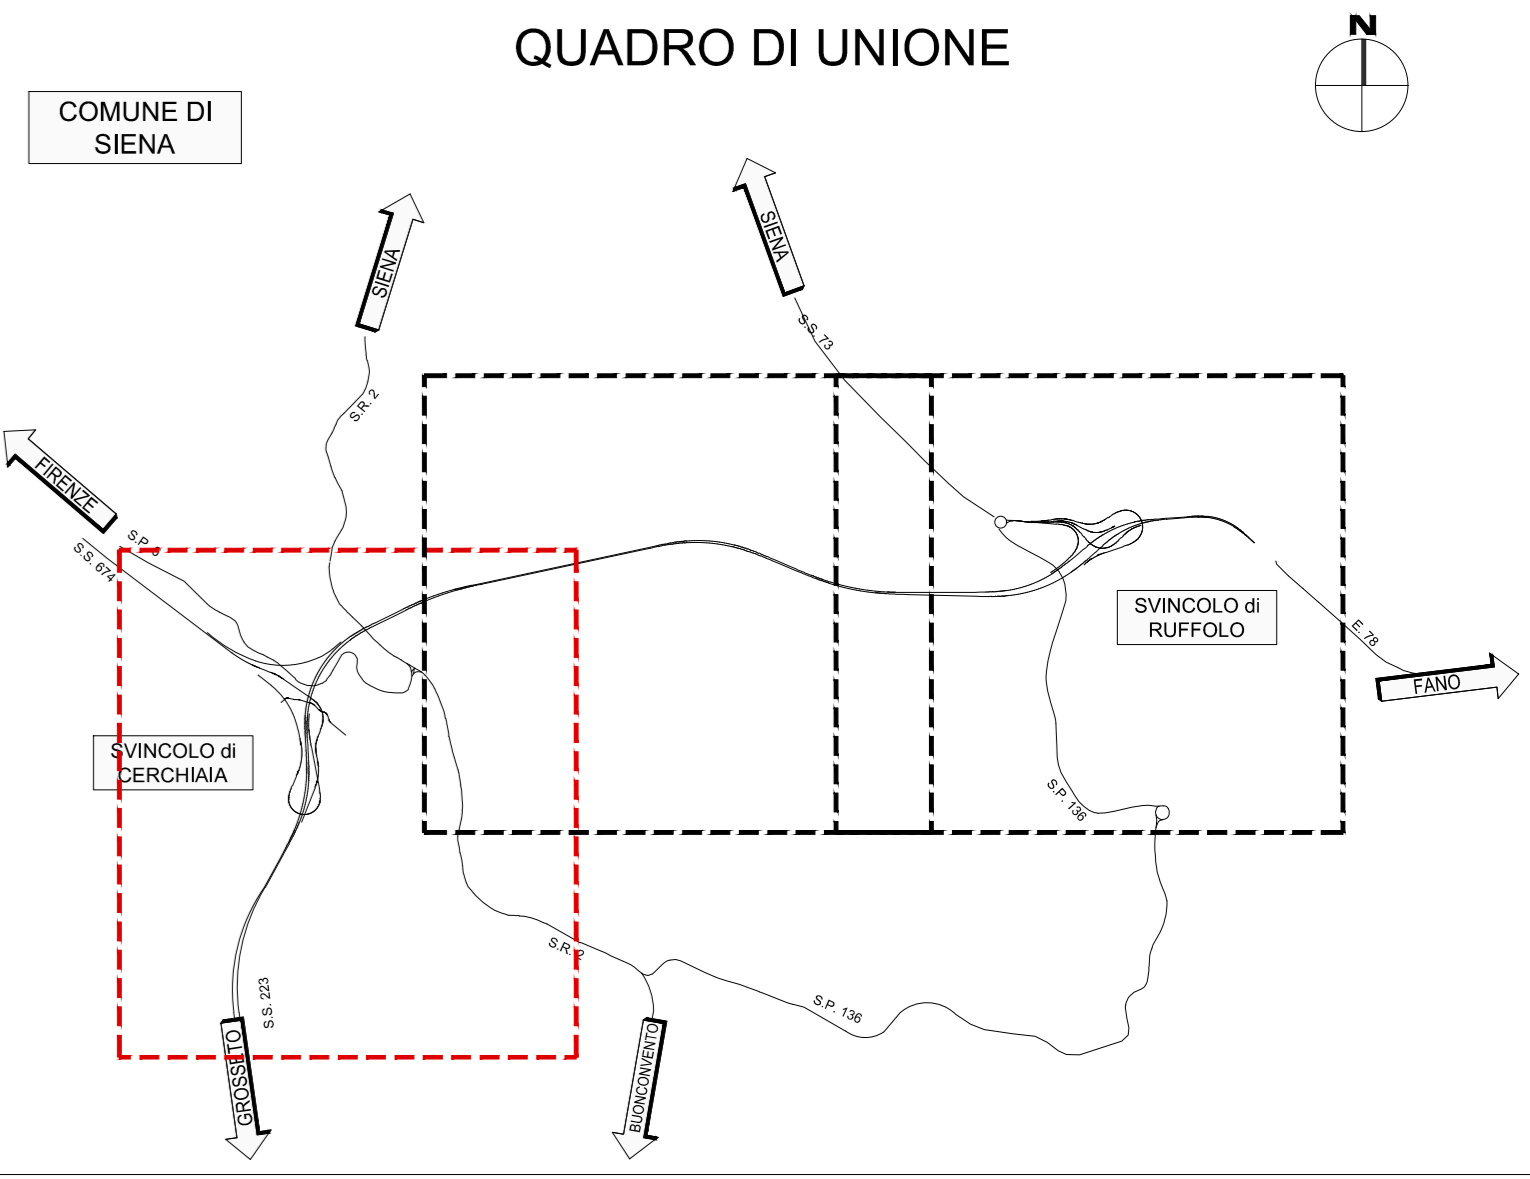 QUADRO DI UNIONE
N
COMUNE DI
SIENA
SIENA
SIENA
S.S. 73
S.R. 2
FIRENZE
S.P.
S.S. 674
SVINCOLO di
RUFFOLO
E. 78
FANO
SVINCOLO di
CERCHIAIA
S.P. 136
S.R. 2
S.S. 223
S.P. 136
GROSSETO
BUONCONVENTO